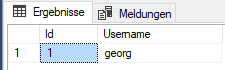 Ergebnisse Meldungen
Id Username
1 1 georg